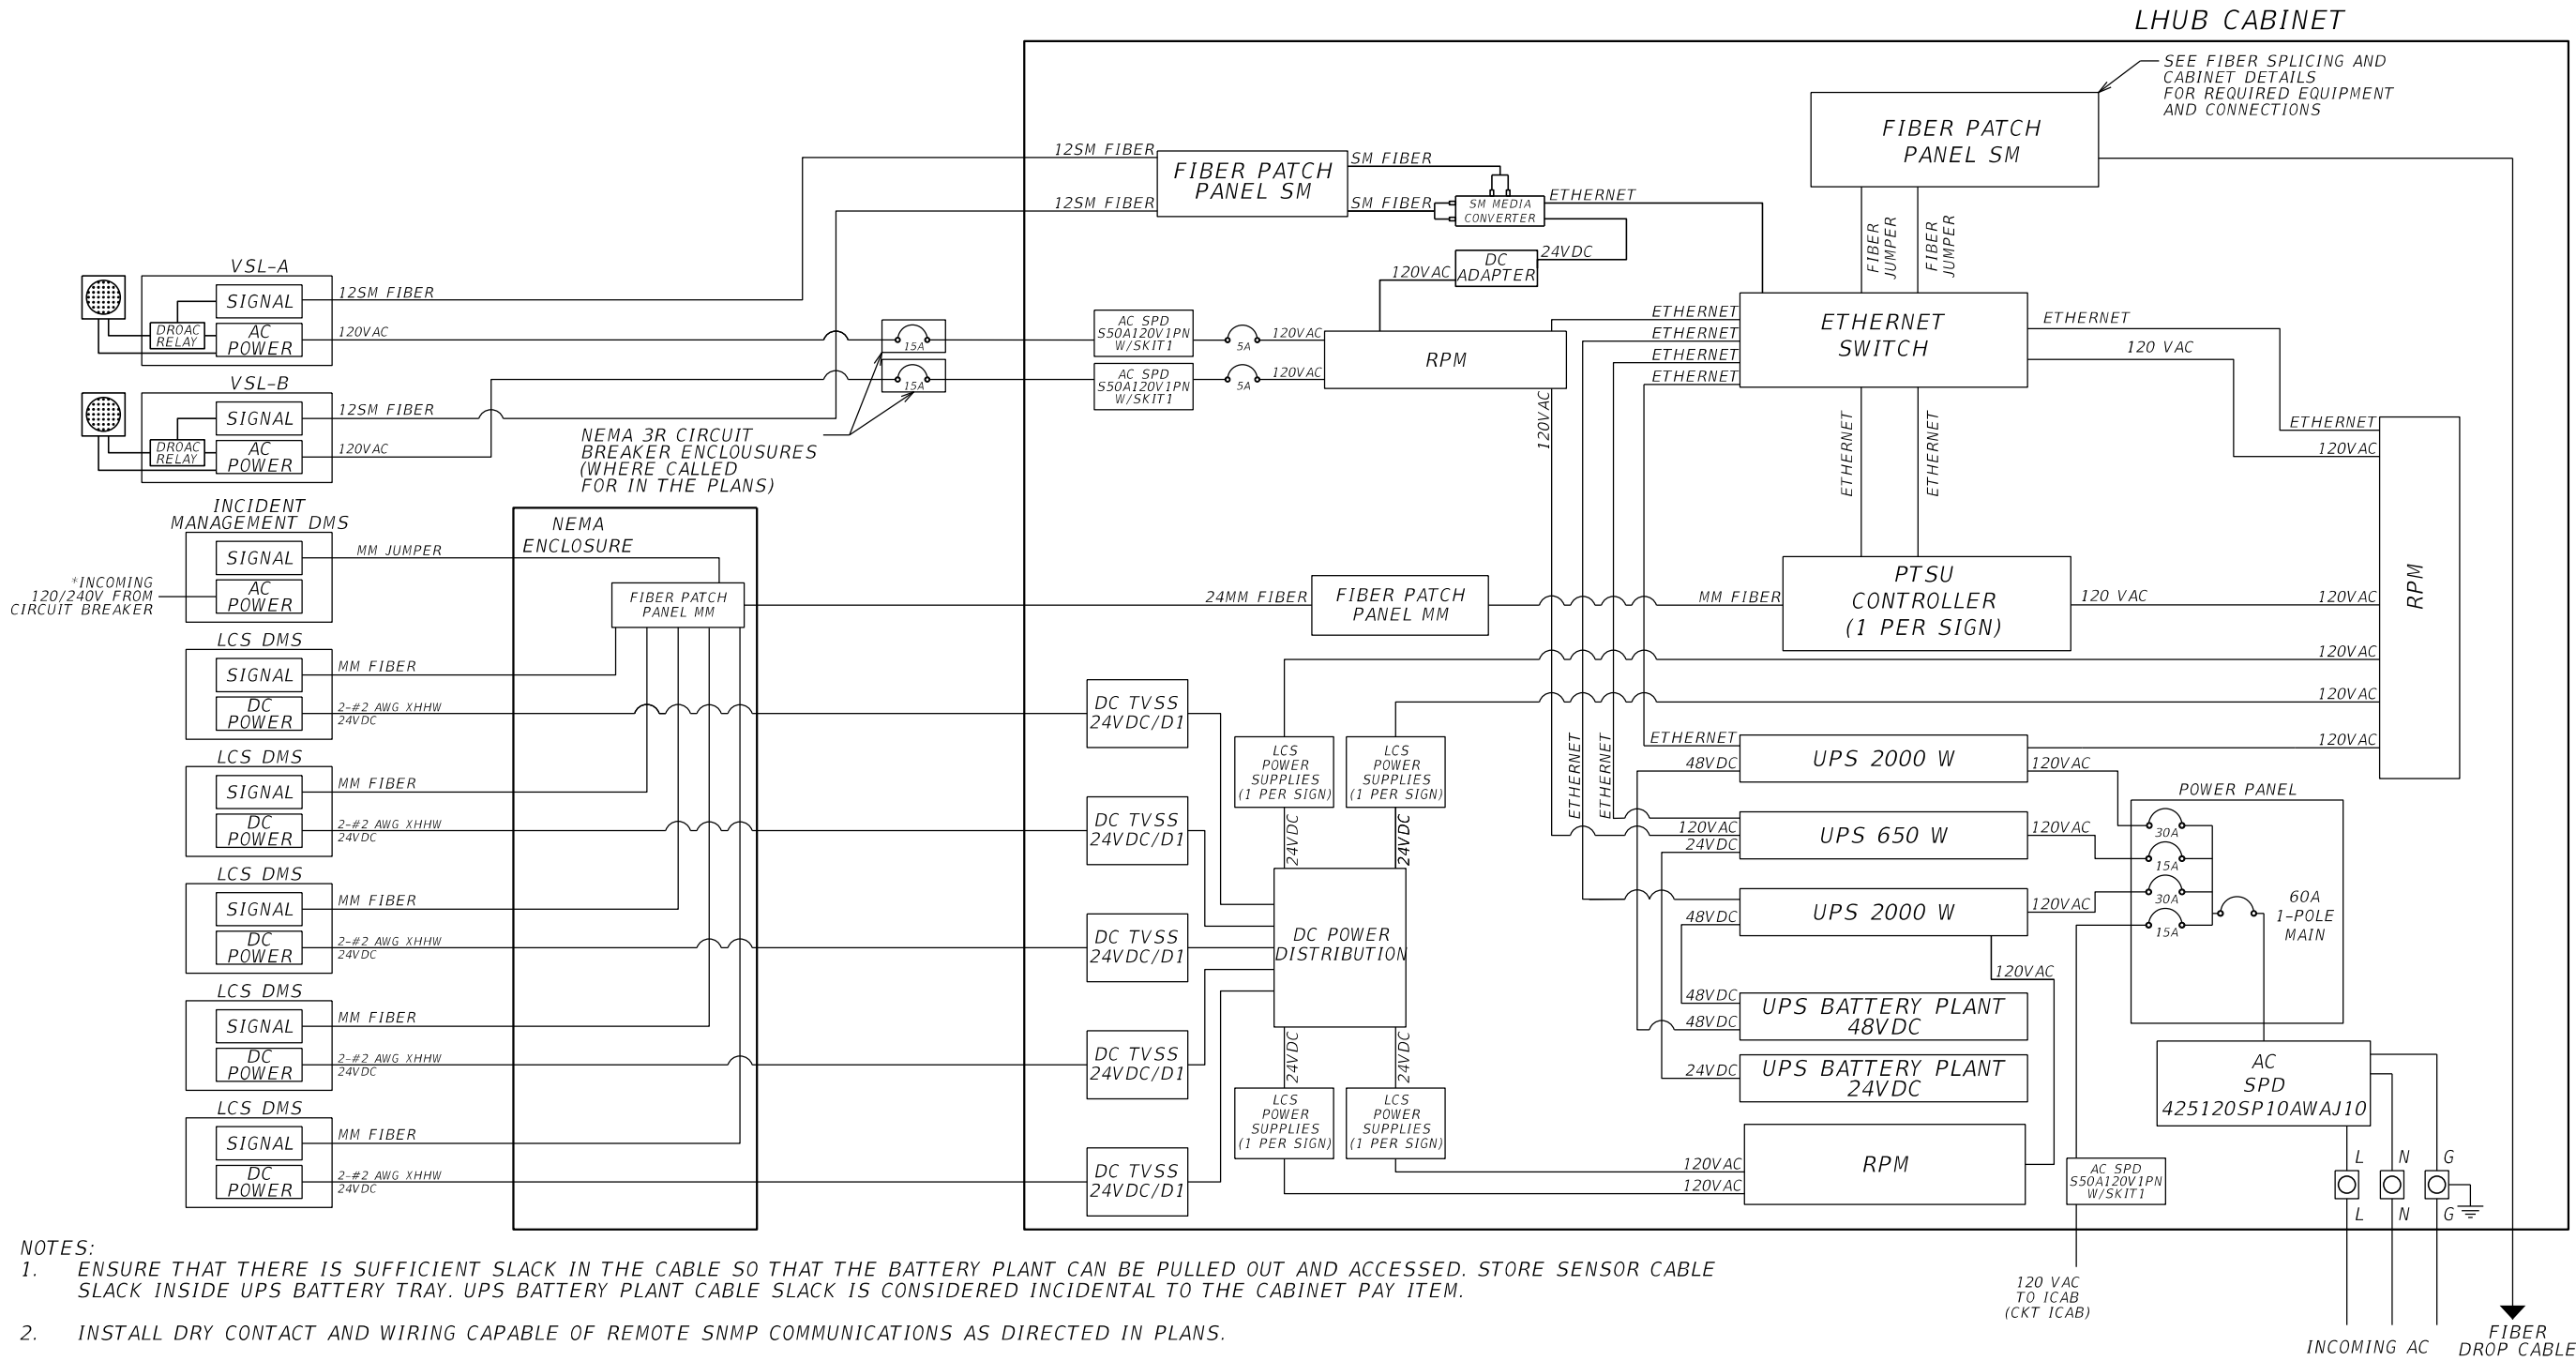 LHUB CABINET
SEE FIBER SPLICING AND
CABINET DETAILS
FOR REQUIRED EQUIPMENT
AND CONNECTIONS
FIBER PATCH
PANEL SM
12SM FIBER
12SM FIBER
FIBER PATCH
PANEL SM
SM FIBER
SM FIBER
SM MEDIA
CONVERTER
ETHERNET
24VDC
DC
ADAPTER
120VAC
FIBER
JUMPER
FIBER
JUMPER
VSL-A
SIGNAL
DROAC
RELAY
AC
POWER
12SM FIBER
120VAC
VSL-B
SIGNAL
DROAC
RELAY
AC
POWER
12SM FIBER
120VAC
15A
15A
NEMA 3R CIRCUIT
BREAKER ENCLOUSURES
(WHERE CALLED
FOR IN THE PLANS)
AC SPD
S50A120V1PN
W/SKIT1
AC SPD
S50A120V1PN
W/SKIT1
5A
5A
120VAC
120VAC
RPM
120VAC
ETHERNET
ETHERNET
ETHERNET
ETHERNET
ETHERNET
SWITCH
ETHERNET
120 VAC
ETHERNET
ETHERNET
ETHERNET
120VAC
RPM
INCIDENT
MANAGEMENT DMS
SIGNAL
AC
POWER
*INCOMING
120/240V FROM
CIRCUIT BREAKER
MM JUMPER
NEMA
ENCLOSURE
FIBER PATCH
PANEL MM
24MM FIBER
FIBER PATCH
PANEL MM
MM FIBER
PTSU
CONTROLLER
(1 PER SIGN)
120 VAC
120VAC
120VAC
120VAC
120VAC
LCS DMS
SIGNAL
DC
POWER
MM FIBER
2-#2 AWG XHHW
24VDC
LCS DMS
SIGNAL
DC
POWER
MM FIBER
2-#2 AWG XHHW
24VDC
LCS DMS
SIGNAL
DC
POWER
MM FIBER
2-#2 AWG XHHW
24VDC
LCS DMS
SIGNAL
DC
POWER
MM FIBER
2-#2 AWG XHHW
24VDC
LCS DMS
SIGNAL
DC
POWER
MM FIBER
2-#2 AWG XHHW
24VDC
DC TVSS
24VDC/D1
DC TVSS
24VDC/D1
DC TVSS
24VDC/D1
DC TVSS
24VDC/D1
DC TVSS
24VDC/D1
LCS
POWER
SUPPLIES
(1 PER SIGN)
LCS
POWER
SUPPLIES
(1 PER SIGN)
24VDC
24VDC
DC POWER
DISTRIBUTION
24VDC
24VDC
LCS
POWER
SUPPLIES
(1 PER SIGN)
LCS
POWER
SUPPLIES
(1 PER SIGN)
ETHERNET
ETHERNET
ETHERNET
48VDC
UPS 2000 W
120VAC
120VAC
24VDC
UPS 650 W
120VAC
UPS 2000 W
120VAC
48VDC
120VAC
48VDC
48VDC
UPS BATTERY PLANT
48VDC
24VDC
UPS BATTERY PLANT
24VDC
120VAC
120VAC
RPM
POWER PANEL
30A
15A
30A
15A
60A
1-POLE
MAIN
AC
SPD
425120SP10AWAJ10
AC SPD
S50A120V1PN
W/SKIT1
L
N
G
L
N
G
120 VAC
TO ICAB
(CKT ICAB)
INCOMING AC
FIBER
DROP CABLE
NOTES:
1. ENSURE THAT THERE IS SUFFICIENT SLACK IN THE CABLE SO THAT THE BATTERY PLANT CAN BE PULLED OUT AND ACCESSED. STORE SENSOR CABLE
SLACK INSIDE UPS BATTERY TRAY. UPS BATTERY PLANT CABLE SLACK IS CONSIDERED INCIDENTAL TO THE CABINET PAY ITEM.
2. INSTALL DRY CONTACT AND WIRING CAPABLE OF REMOTE SNMP COMMUNICATIONS AS DIRECTED IN PLANS.